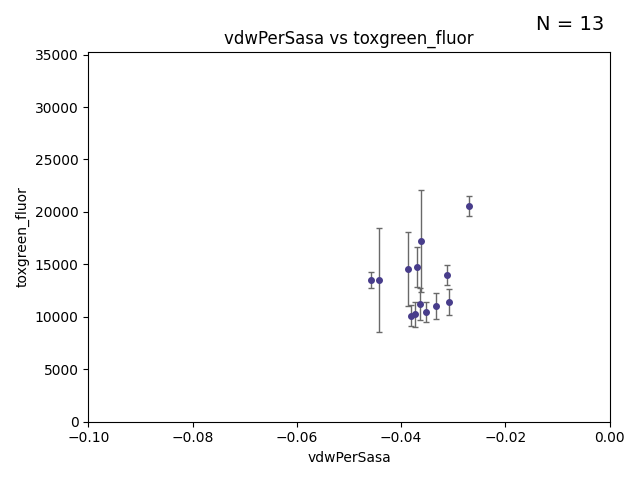 N = 13
vdwPerSasa vs toxgreen_fluor
35000
30000
25000
20000
15000
10000
5000
0
toxgreen_fluor
−0.10 −0.08 −0.06 −0.04 −0.02 0.00
vdwPerSasa